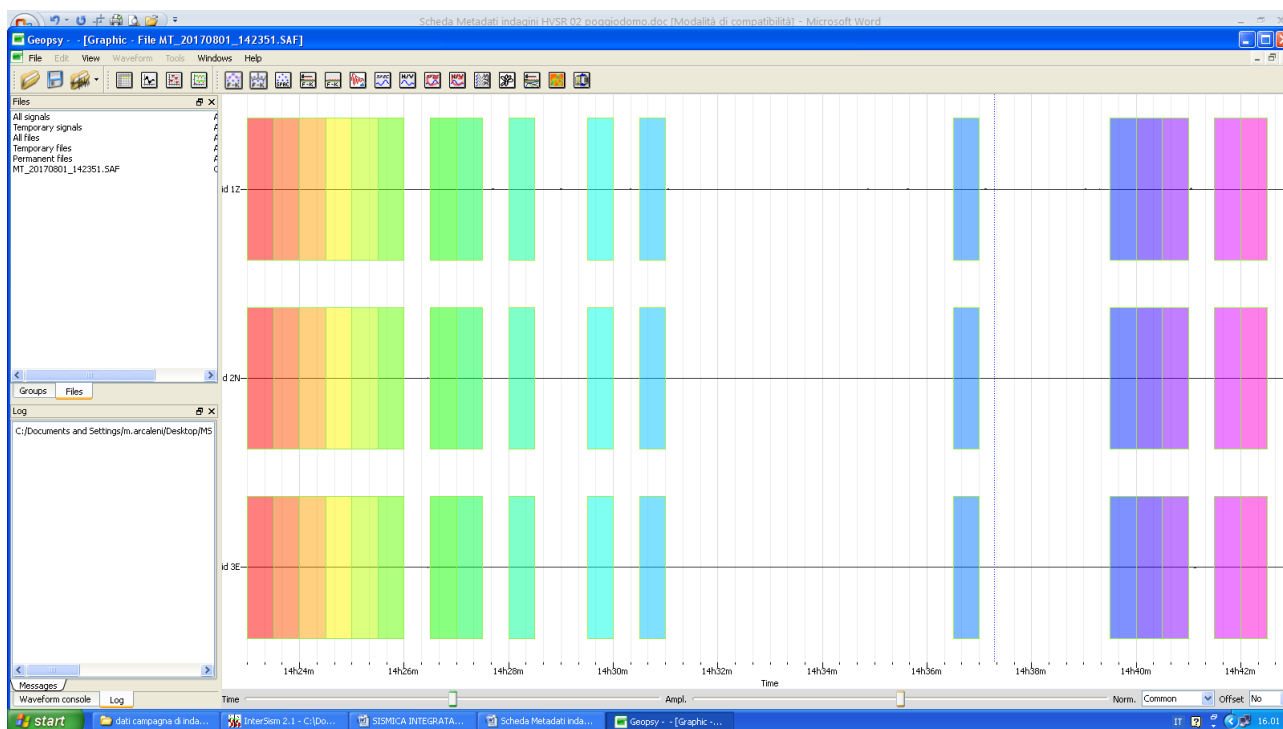 Scheda Metadati indagini HVSR 02 poggiodomo.doc [Modalità di compatibilità] - Microsoft Word
Geopsy - - [Graphic - File MT_20170801_142351.SAF]
File Edit View Waveform Tools Windows Help
Files
All signals
Temporary signals
All files
Temporary files
Permanent files
MT_20170801_142351.SAF
Groups Files
Log
C:/Documents and Settings/m.arcaleni/Desktop/MS
Messages
Waveform console Log
id 1Z
d 2N
id 3E
14h24m 14h26m 14h28m 14h30m 14h32m 14h34m 14h36m 14h38m 14h40m 14h42m
Time
Time Ampl. Norm. Common Offset No
start dati campagna di inda... InterSism 2.1 - C:\Do... SISMICA INTEGRATA... Scheda Metadati inda... Geopsy - - [Graphic -... IT 16.01